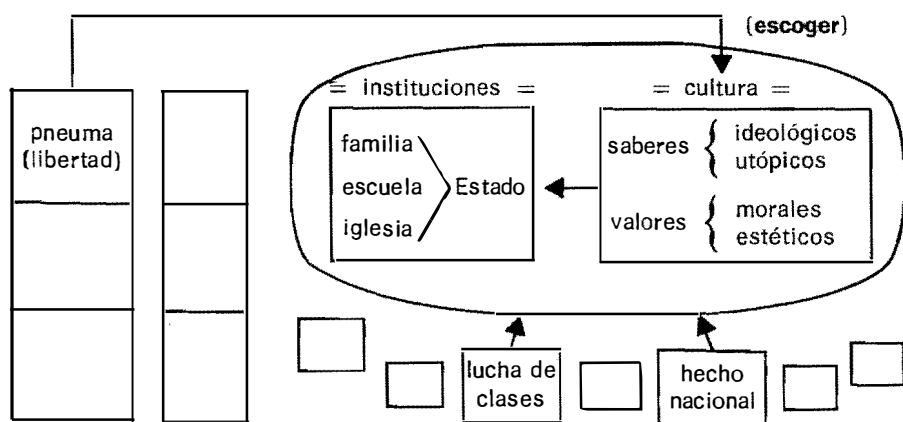 (escoger)
= instituciones =
= cultura =
pneuma
(libertad)
familia
escuela
iglesia
Estado
saberes
ideológicos
utópicos
valores
morales
estéticos
lucha de
clases
hecho
nacional